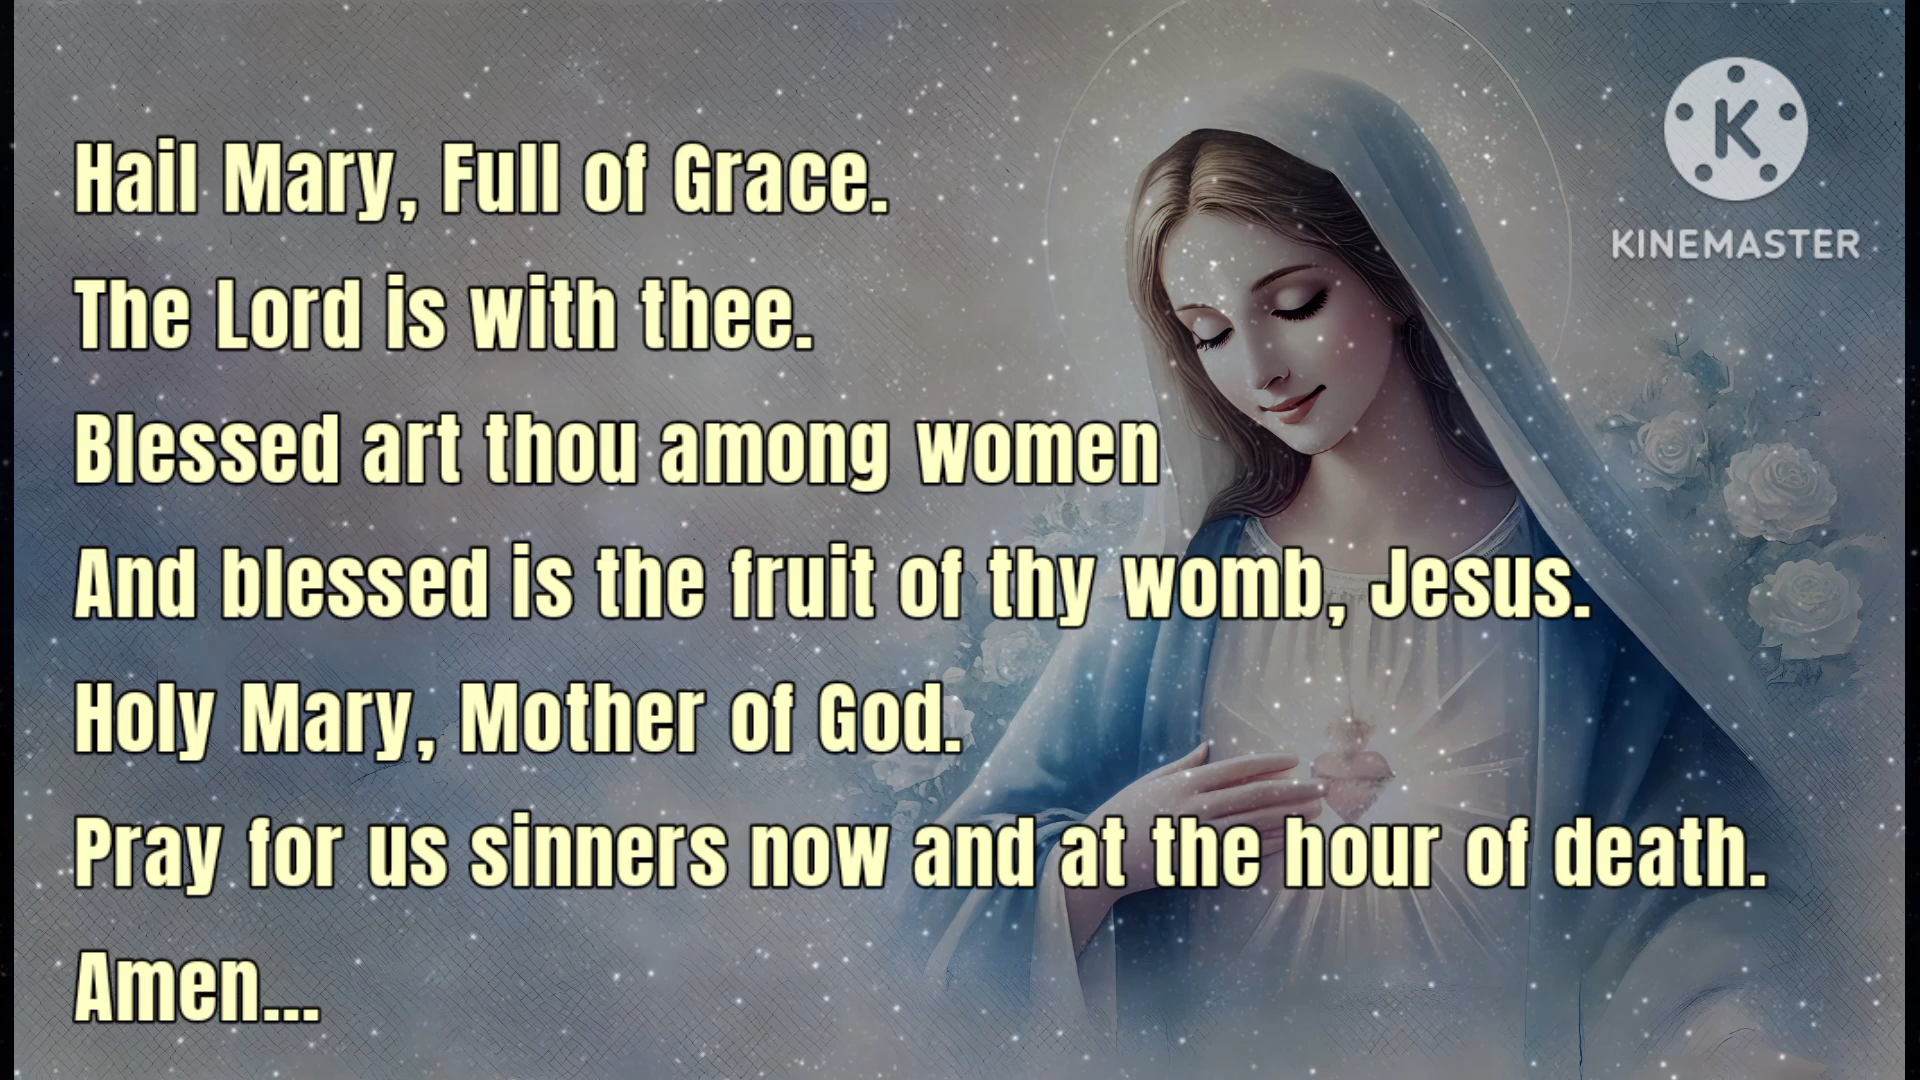 Hail Mary, Full of Grace.
The Lord is with thee.
Blessed art thou among women
And blessed is the fruit of thy womb, Jesus.
Holy Mary, Mother of God.
Pray for us sinners now and at the hour of death.
Amen...
K
KINEMASTER